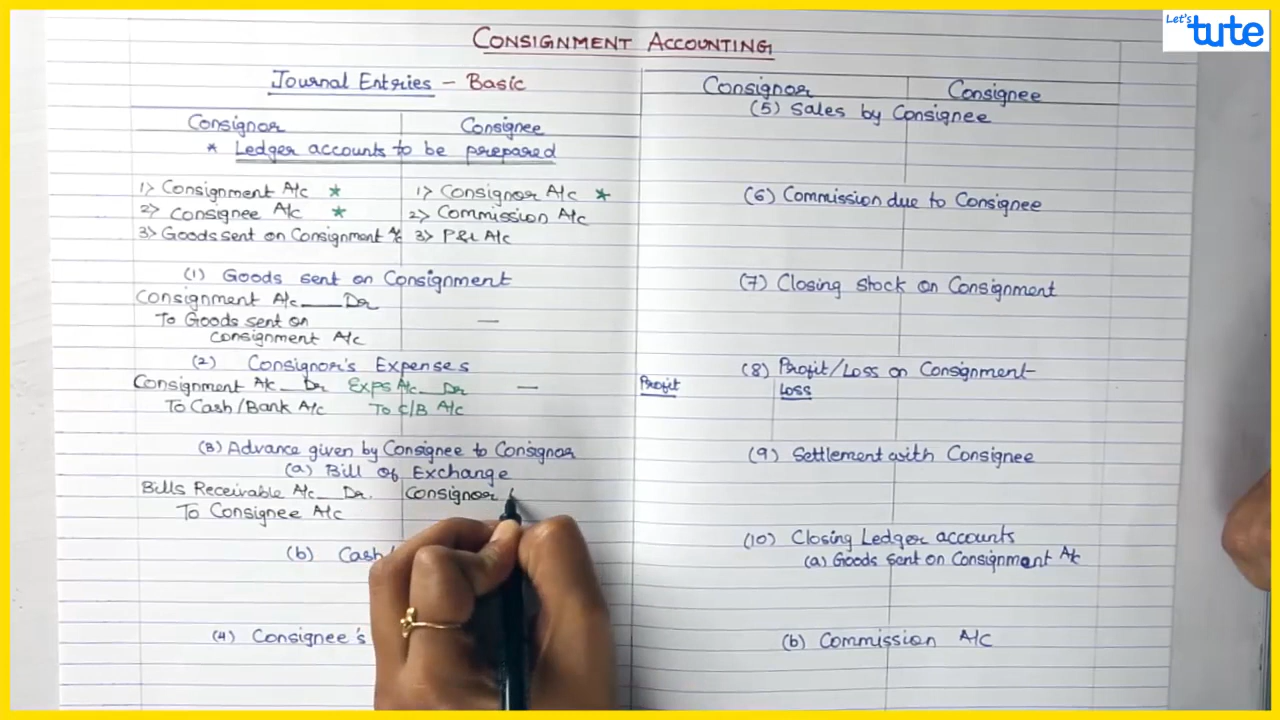 Let's
tute
CONSIGNMENT ACCOUNTING
Journal Entries - Basic
Consignor Consignee
* Ledger accounts to be prepared
1> Consignment A/c * 1> Consignor A/c *
2> Consignee A/c * 2> Commission A/c
3> Goods sent on Consignment A/c 3> P&L A/c
(1) Goods sent on Consignment
Consignment A/c ___ Dr
To Goods sent on —
consignment A/c
(2) Consignor's Expenses
Consignment A/c __ Dr Exps A/c __ Dr —
To Cash/Bank A/c To C/B A/c
(3) Advance given by Consignee to Consignor
(a) Bill of Exchange
Bills Receivable A/c __ Dr. Consignor
To Consignee A/c
(b) Cash
(4) Consignee's
Consignor Consignee
(5) Sales by Consignee
(6) Commission due to Consignee
(7) Closing Stock on Consignment
(8) Profit/Loss on Consignment
Profit Loss
(9) Settlement with Consignee
(10) Closing Ledger accounts
(a) Goods sent on Consignment A/c
(b) Commission A/c